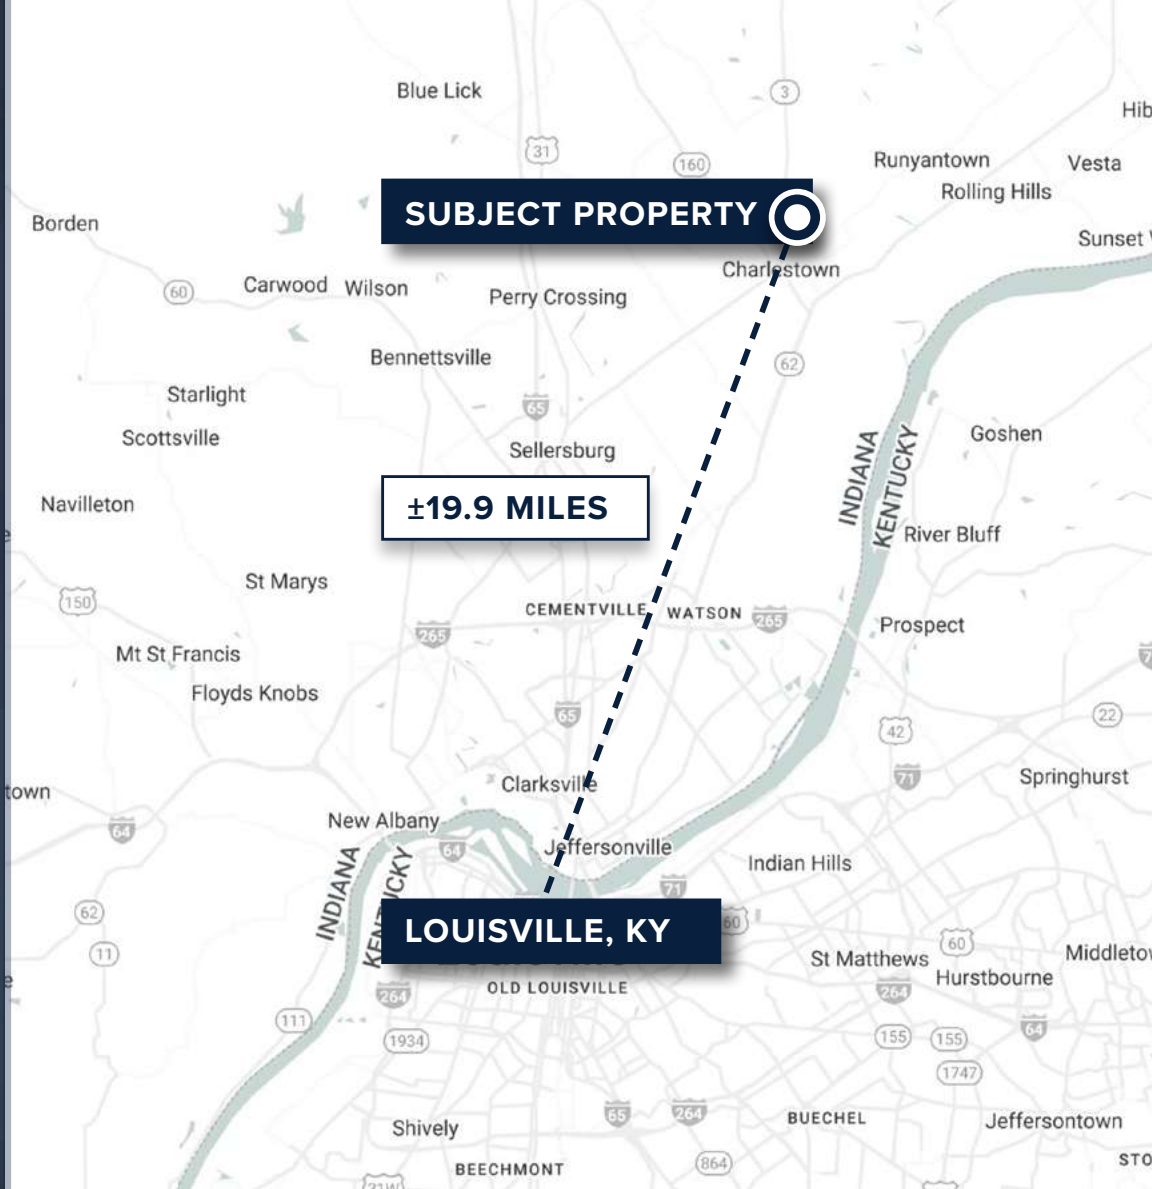 Blue Lick
3
Hib
31
160
Runyantown
Vesta
Rolling Hills
SUBJECT PROPERTY
Borden
Sunset
Charlestown
Carwood
Wilson
60
Perry Crossing
Bennettsville
62
Starlight
65
Scottsville
Goshen
Sellersburg
INDIANA
KENTUCKY
Navilleton
±19.9 MILES
River Bluff
St Marys
150
CEMENTVILLE
WATSON
265
265
Prospect
Mt St Francis
Floyds Knobs
65
22
42
71
Springhurst
Clarksville
town
New Albany
64
64
Jeffersonville
Indian Hills
INDIANA
KENTUCKY
71
62
60
LOUISVILLE, KY
11
60
St Matthews
Middleto
Hurstbourne
OLD LOUISVILLE
264
264
111
1934
155
155
64
1747
65
264
BUECHEL
Jeffersontown
Shively
BEECHMONT
864
STO
31W